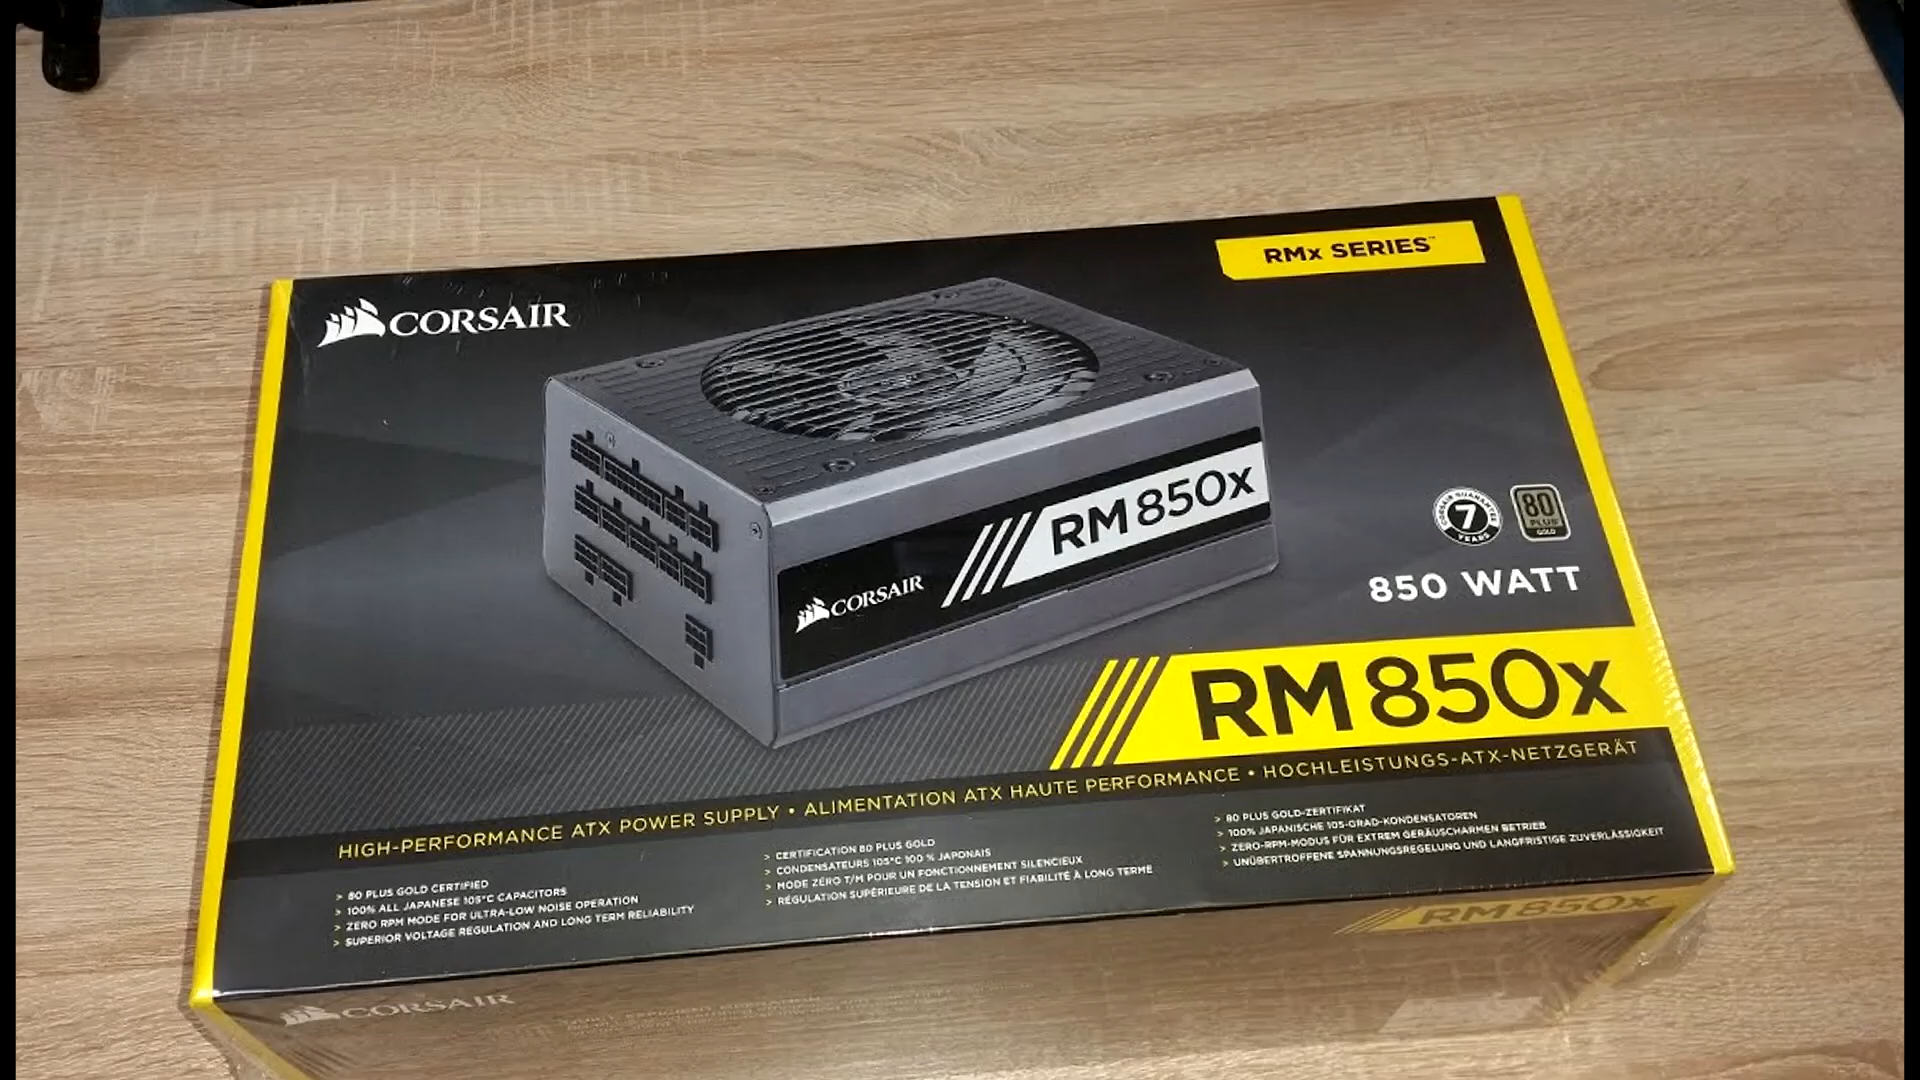 RMx SERIES™
CORSAIR
RM850x
CORSAIR
CORSAIR GUARANTEE
7
YEARS
80
PLUS
GOLD
850 WATT
RM850x
HIGH-PERFORMANCE ATX POWER SUPPLY • ALIMENTATION ATX HAUTE PERFORMANCE • HOCHLEISTUNGS-ATX-NETZGERÄT
> 80 PLUS GOLD CERTIFIED
> 100% ALL JAPANESE 105°C CAPACITORS
> ZERO RPM MODE FOR ULTRA-LOW NOISE OPERATION
> SUPERIOR VOLTAGE REGULATION AND LONG TERM RELIABILITY
> CERTIFICATION 80 PLUS GOLD
> CONDENSATEURS 105°C 100 % JAPONAIS
> MODE ZÉRO T/M POUR UN FONCTIONNEMENT SILENCIEUX
> RÉGULATION SUPÉRIEURE DE LA TENSION ET FIABILITÉ À LONG TERME
> 80 PLUS GOLD-ZERTIFIKAT
> 100% JAPANISCHE 105-GRAD-KONDENSATOREN
> ZERO-RPM-MODUS FÜR EXTREM GERÄUSCHARMEN BETRIEB
> UNÜBERTROFFENE SPANNUNGSREGELUNG UND LANGFRISTIGE ZUVERLÄSSIGKEIT
RM850x
CORSAIR